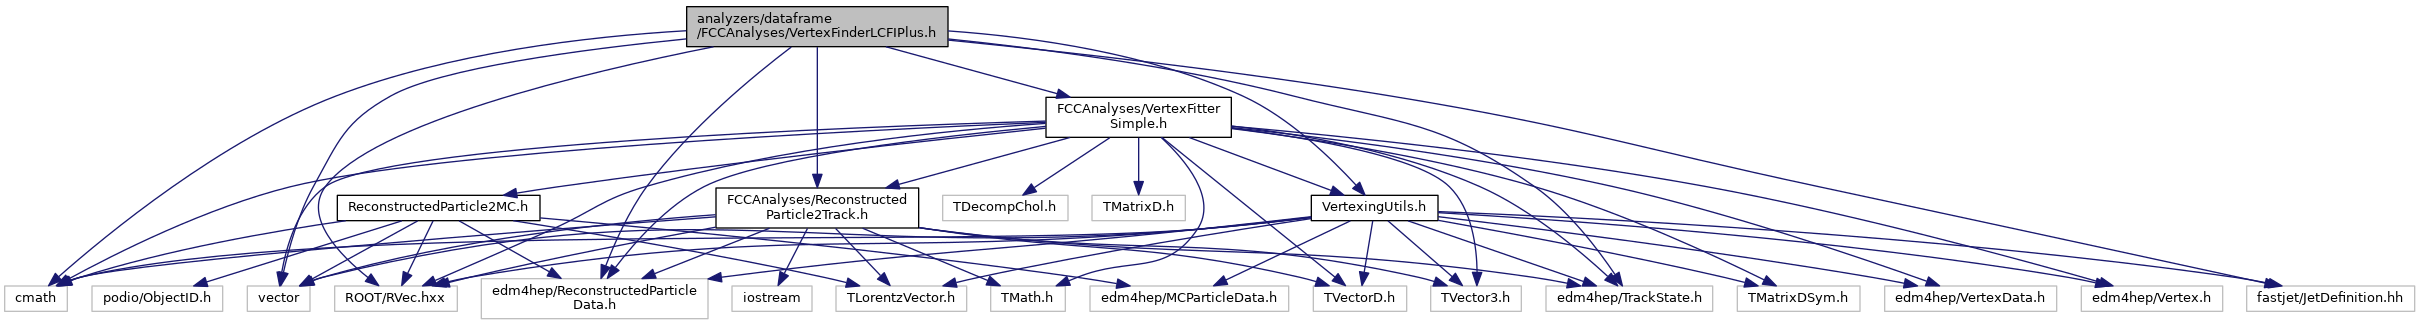 analyzers/dataframe
/FCCAnalyses/VertexFinderLCFIPlus.h
FCCAnalyses/VertexFitter
Simple.h
ReconstructedParticle2MC.h
FCCAnalyses/Reconstructed
Particle2Track.h
TDecompChol.h
TMatrixD.h
VertexingUtils.h
cmath
podio/ObjectID.h
vector
ROOT/RVec.hxx
edm4hep/ReconstructedParticle
Data.h
iostream
TLorentzVector.h
TMath.h
edm4hep/MCParticleData.h
TVectorD.h
TVector3.h
edm4hep/TrackState.h
TMatrixDSym.h
edm4hep/VertexData.h
edm4hep/Vertex.h
fastjet/JetDefinition.hh